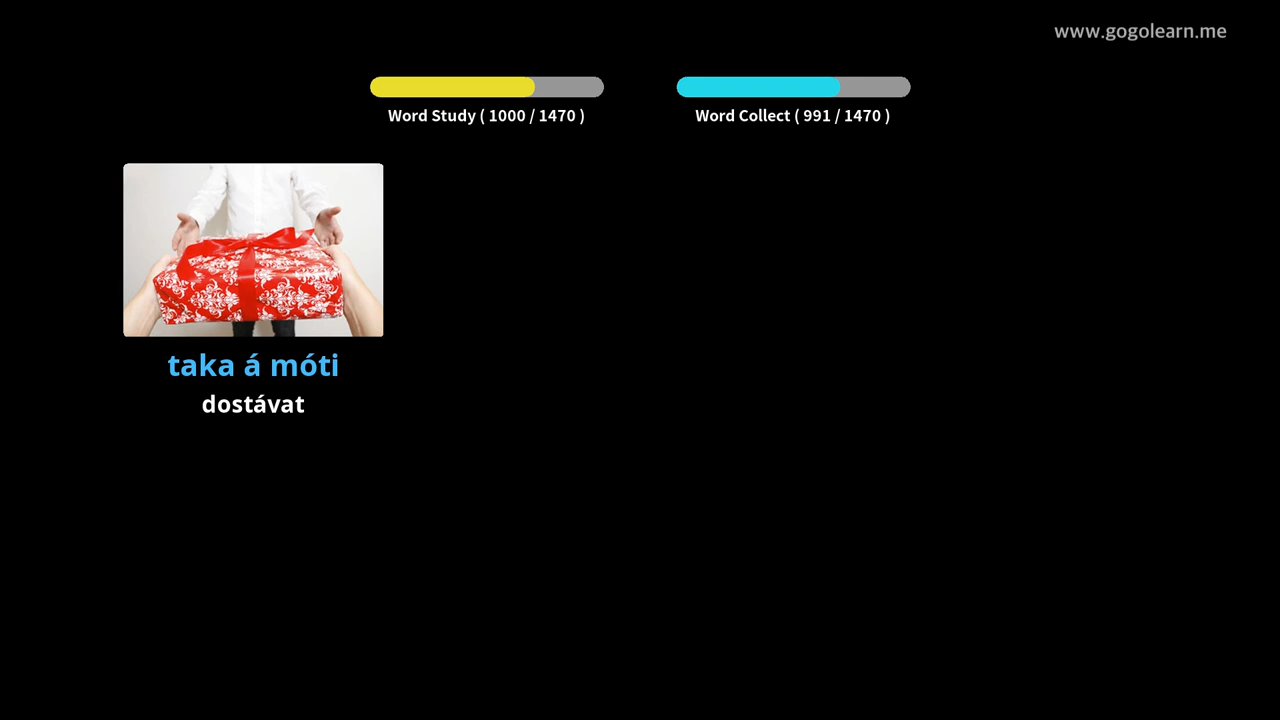 www.gogolearn.me
Word Study ( 1000 / 1470 )
Word Collect ( 991 / 1470 )
taka á móti
dostávat